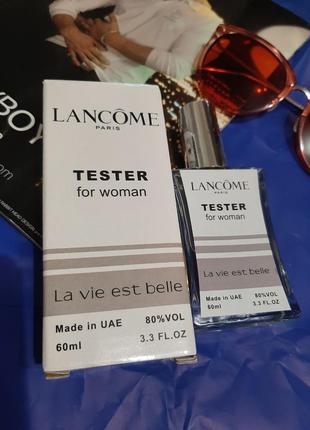 BOY
.com
LANCÔME
PARIS
TESTER
for woman
La vie est belle
Made in UAE 80%VOL
60ml 3.3 FL.OZ
LANCÔME
PARIS
TESTER
for woman
La vie est belle
Made in UAE 80%VOL
60ml 3.3 FL.OZ